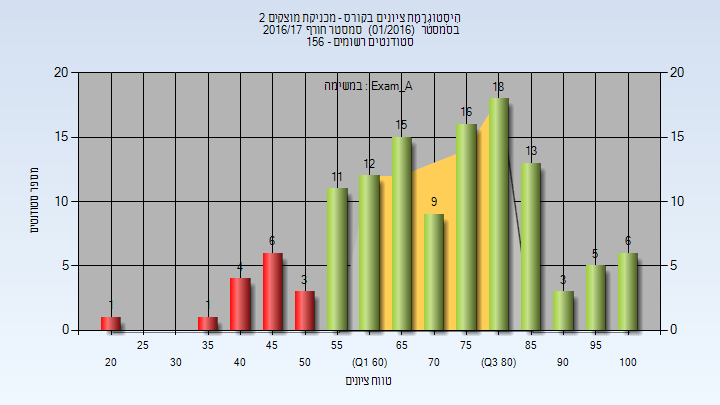 היסטוגרמת ציונים בקורס - מכניקת מוצקים 2
בסמסטר (01/2016) סמסטר חורף 2016/17
סטודנטים רשומים - 156
במשימה : Exam_A
מספר סטודנטים
20 15 10 5 0
20 15 10 5 0
1 1 4 6 3 11 12 15 9 16 18 13 3 5 6
25 35 45 55 65 75 85 95
20 30 40 50 (Q1 60) 70 (Q3 80) 90 100
טווח ציונים